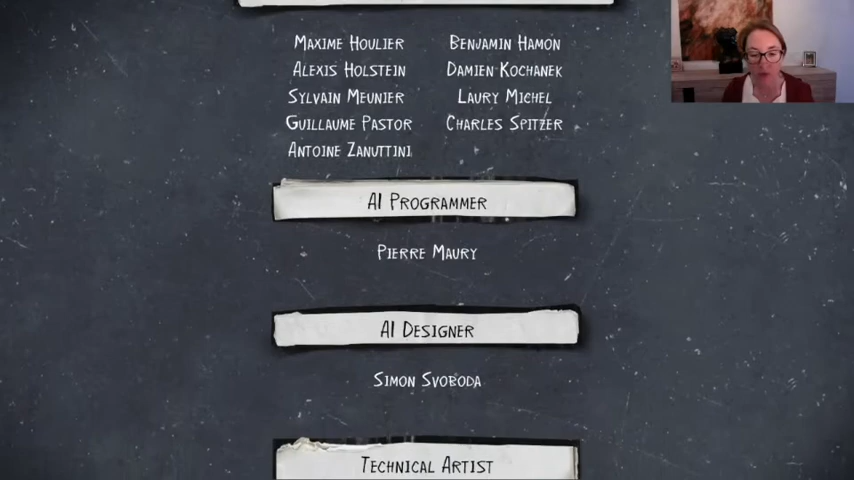 Maxime Houlier Benjamin Hamon
Alexis Holstein Damien Kochanek
Sylvain Meunier Laury Michel
Guillaume Pastor Charles Spitzer
Antoine Zanuttini
AI Programmer
Pierre Maury
AI Designer
Simon Svoboda
Technical Artist